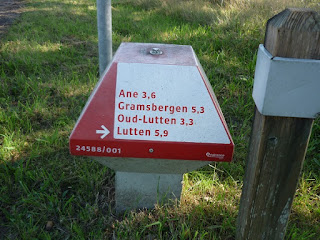 Ane 3,6
Gramsbergen 5,3
Oud-Lutten 3,3
Lutten 5,9
24588/001